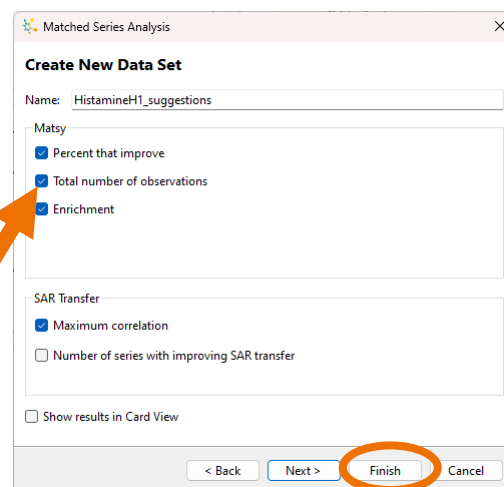 Matched Series Analysis
Create New Data Set
Name: HistamineH1_suggestions
Matsy
Percent that improve
Total number of observations
Enrichment
SAR Transfer
Maximum correlation
Number of series with improving SAR transfer
Show results in Card View
< Back Next > Finish Cancel